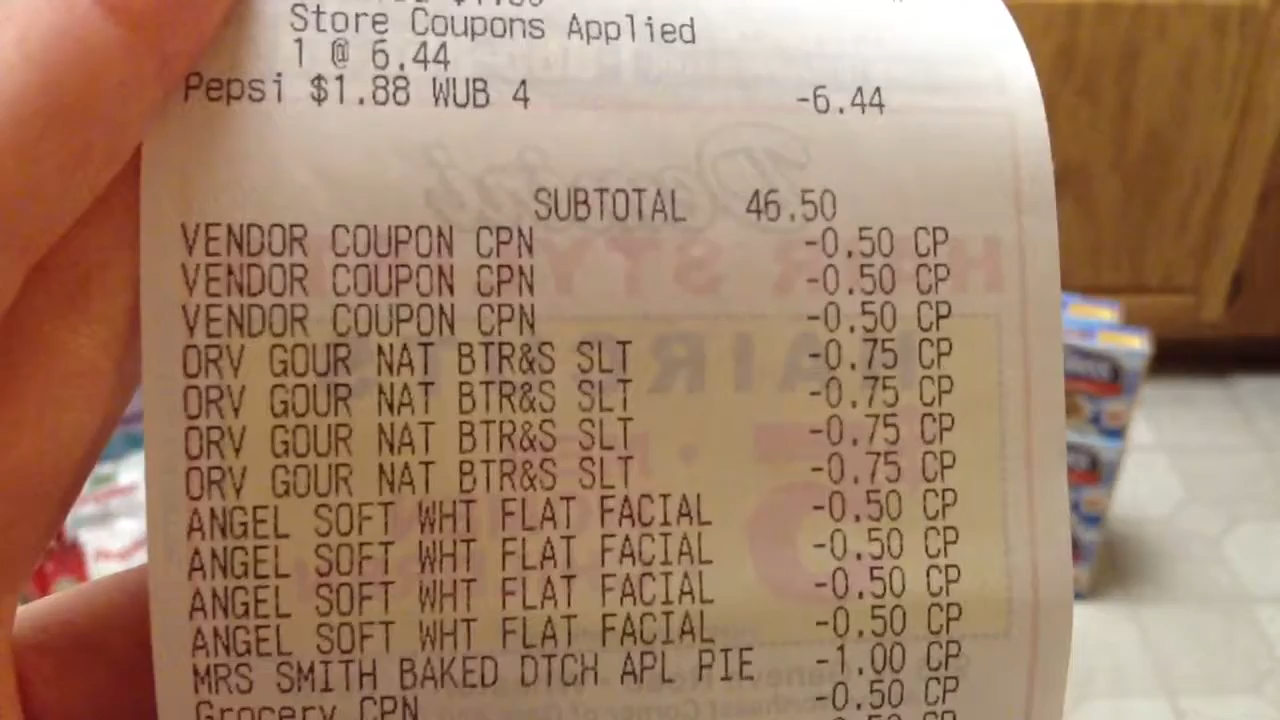 Store Coupons Applied
1 @ 6.44
Pepsi $1.88 WUB 4 -6.44
SUBTOTAL 46.50
VENDOR COUPON CPN -0.50 CP
VENDOR COUPON CPN -0.50 CP
VENDOR COUPON CPN -0.50 CP
ORV GOUR NAT BTR&S SLT -0.75 CP
ORV GOUR NAT BTR&S SLT -0.75 CP
ORV GOUR NAT BTR&S SLT -0.75 CP
ORV GOUR NAT BTR&S SLT -0.75 CP
ANGEL SOFT WHT FLAT FACIAL -0.50 CP
ANGEL SOFT WHT FLAT FACIAL -0.50 CP
ANGEL SOFT WHT FLAT FACIAL -0.50 CP
ANGEL SOFT WHT FLAT FACIAL -0.50 CP
MRS SMITH BAKED DTCH APL PIE -1.00 CP
Grocery CPN -0.50 CP